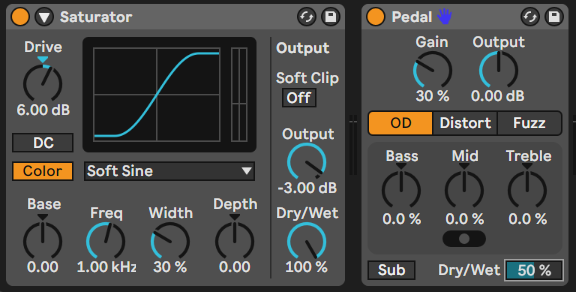 Saturator
Drive
6.00 dB
DC
Color
Soft Sine
Base
0.00
Freq
1.00 kHz
Width
30 %
Depth
0.00
Output
Soft Clip
Off
Output
-3.00 dB
Dry/Wet
100 %
Pedal
Gain
30 %
Output
0.00 dB
OD
Distort
Fuzz
Bass
0.0 %
Mid
0.0 %
Treble
0.0 %
Sub
Dry/Wet
50 %